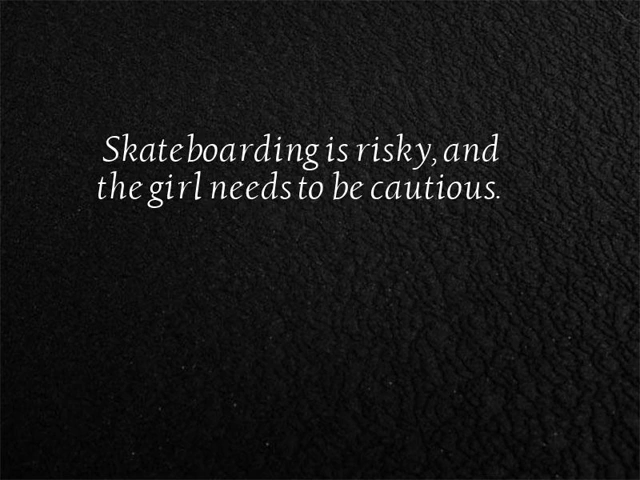 Skateboarding is risky, and
the girl needs to be cautious.